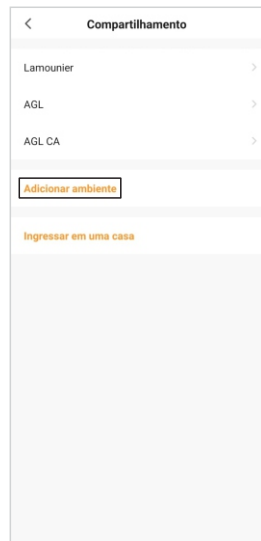 Compartilhamento
Lamounier
AGL
AGL CA
Adicionar ambiente
Ingressar em uma casa